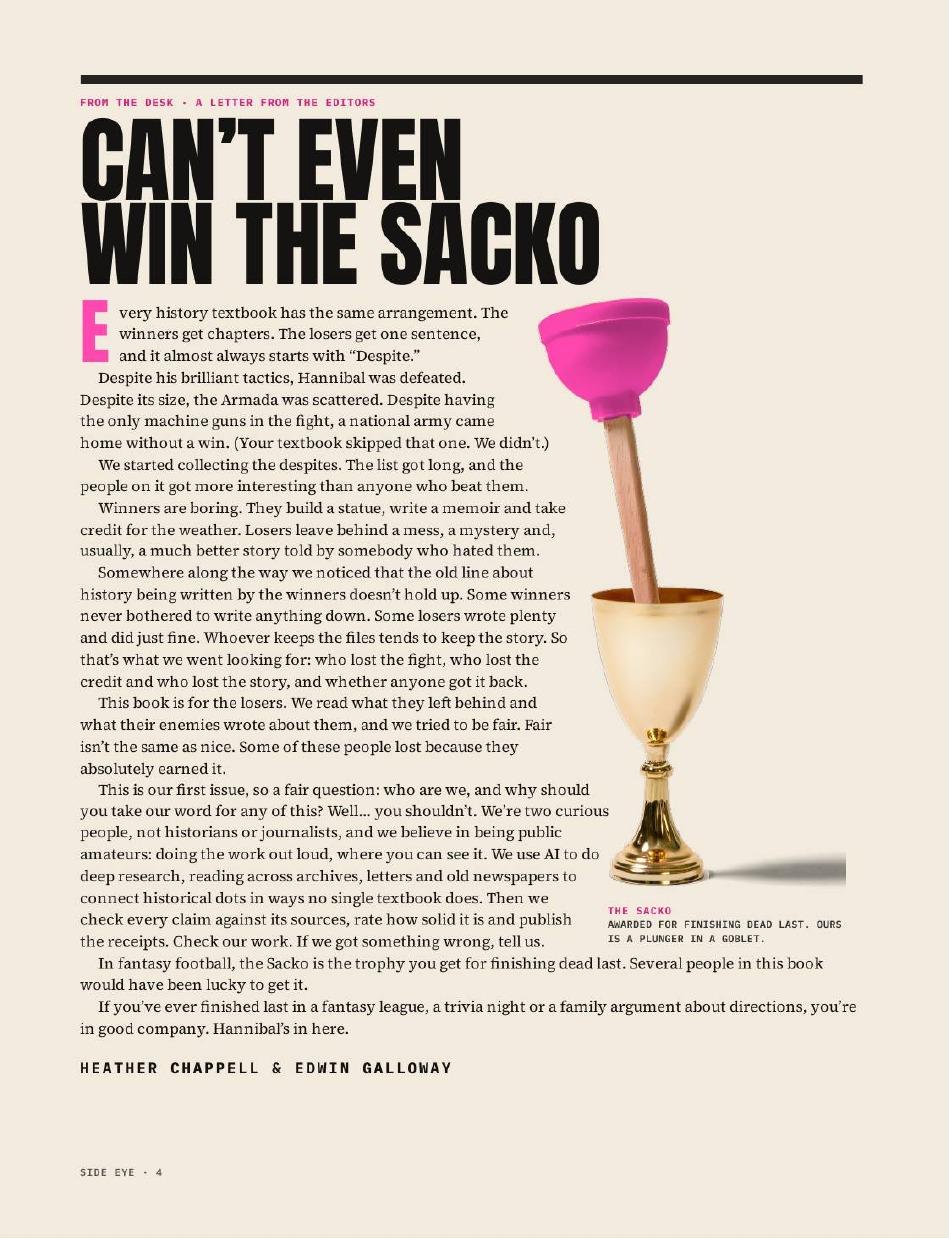 FROM THE DESK · A LETTER FROM THE EDITORS
CAN’T EVEN
WIN THE SACKO
Every history textbook has the same arrangement. The
winners get chapters. The losers get one sentence,
and it almost always starts with “Despite.”
Despite his brilliant tactics, Hannibal was defeated.
Despite its size, the Armada was scattered. Despite having
the only machine guns in the fight, a national army came
home without a win. (Your textbook skipped that one. We didn’t.)
We started collecting the despites. The list got long, and the
people on it got more interesting than anyone who beat them.
Winners are boring. They build a statue, write a memoir and take
credit for the weather. Losers leave behind a mess, a mystery and,
usually, a much better story told by somebody who hated them.
Somewhere along the way we noticed that the old line about
history being written by the winners doesn’t hold up. Some winners
never bothered to write anything down. Some losers wrote plenty
and did just fine. Whoever keeps the files tends to keep the story. So
that’s what we went looking for: who lost the fight, who lost the
credit and who lost the story, and whether anyone got it back.
This book is for the losers. We read what they left behind and
what their enemies wrote about them, and we tried to be fair. Fair
isn’t the same as nice. Some of these people lost because they
absolutely earned it.
This is our first issue, so a fair question: who are we, and why should
you take our word for any of this? Well… you shouldn’t. We’re two curious
people, not historians or journalists, and we believe in being public
amateurs: doing the work out loud, where you can see it. We use AI to do
deep research, reading across archives, letters and old newspapers to
connect historical dots in ways no single textbook does. Then we
check every claim against its sources, rate how solid it is and publish
the receipts. Check our work. If we got something wrong, tell us.
In fantasy football, the Sacko is the trophy you get for finishing dead last. Several people in this book
would have been lucky to get it.
If you’ve ever finished last in a fantasy league, a trivia night or a family argument about directions, you’re
in good company. Hannibal’s in here.
THE SACKO
AWARDED FOR FINISHING DEAD LAST. OURS
IS A PLUNGER IN A GOBLET.
HEATHER CHAPPELL & EDWIN GALLOWAY
SIDE EYE · 4